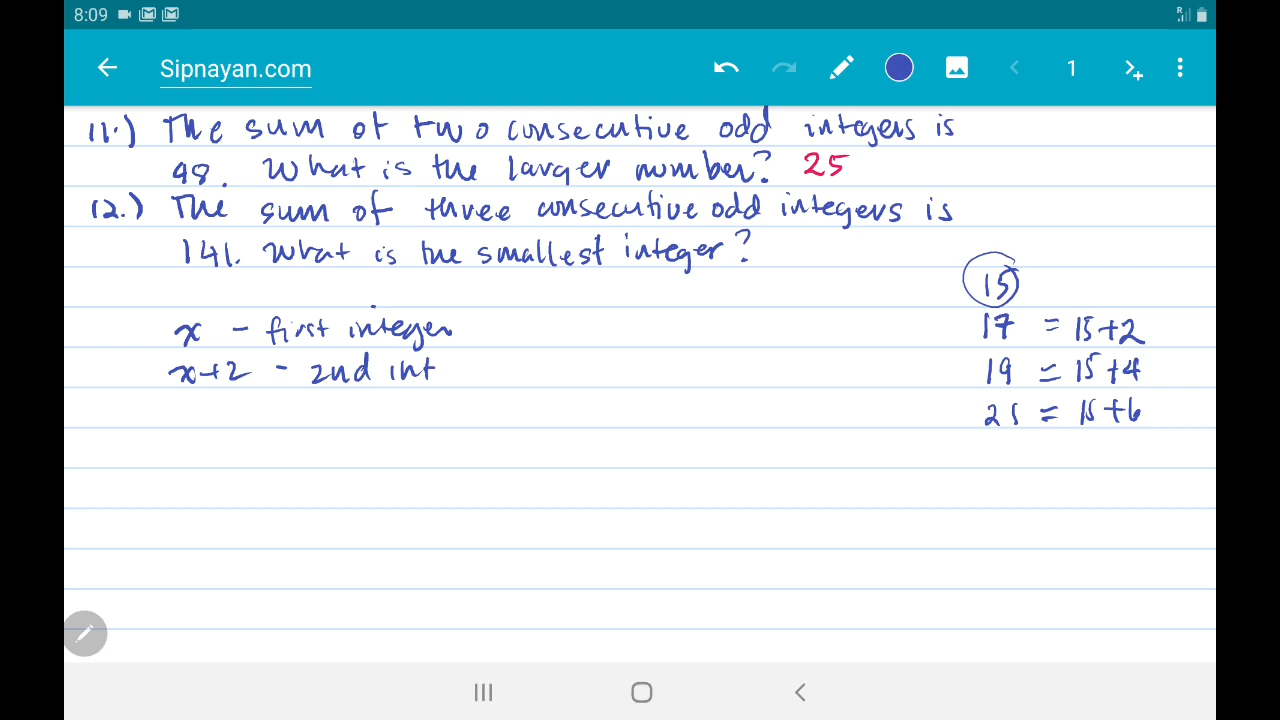 8:09
Sipnayan.com
1
11.) The sum of two consecutive odd integers is
48. What is the larger number? 25
12.) The sum of three consecutive odd integers is
141. What is the smallest integer?
15
x - first integer
17 = 15+2
x+2 - 2nd int
19 = 15+4
21 = 15+6